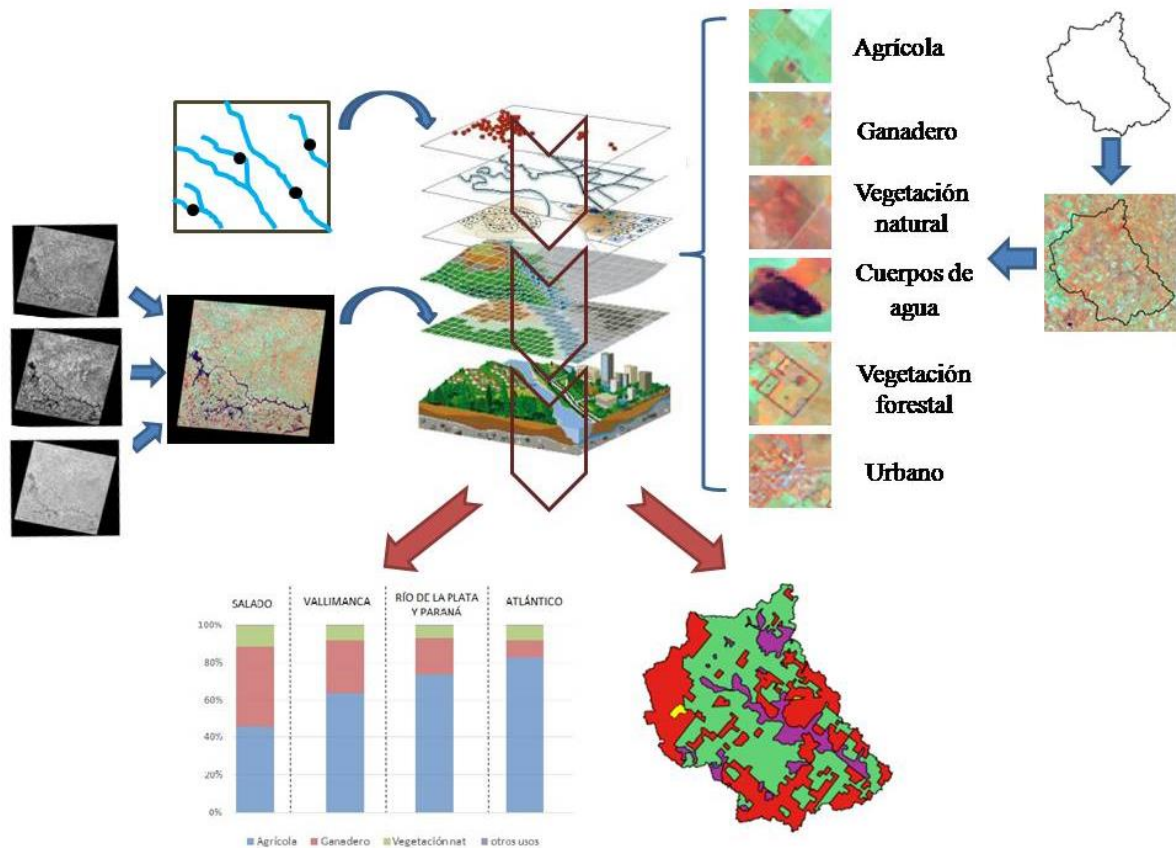 Agrícola
Ganadero
Vegetación
natural
Cuerpos de
agua
Vegetación
forestal
Urbano
SALADO
VALLIMANCA
RÍO DE LA PLATA
Y PARANÁ
ATLÁNTICO
100%
80%
60%
40%
20%
0%
Agrícola Ganadero Vegetación nat otros usos